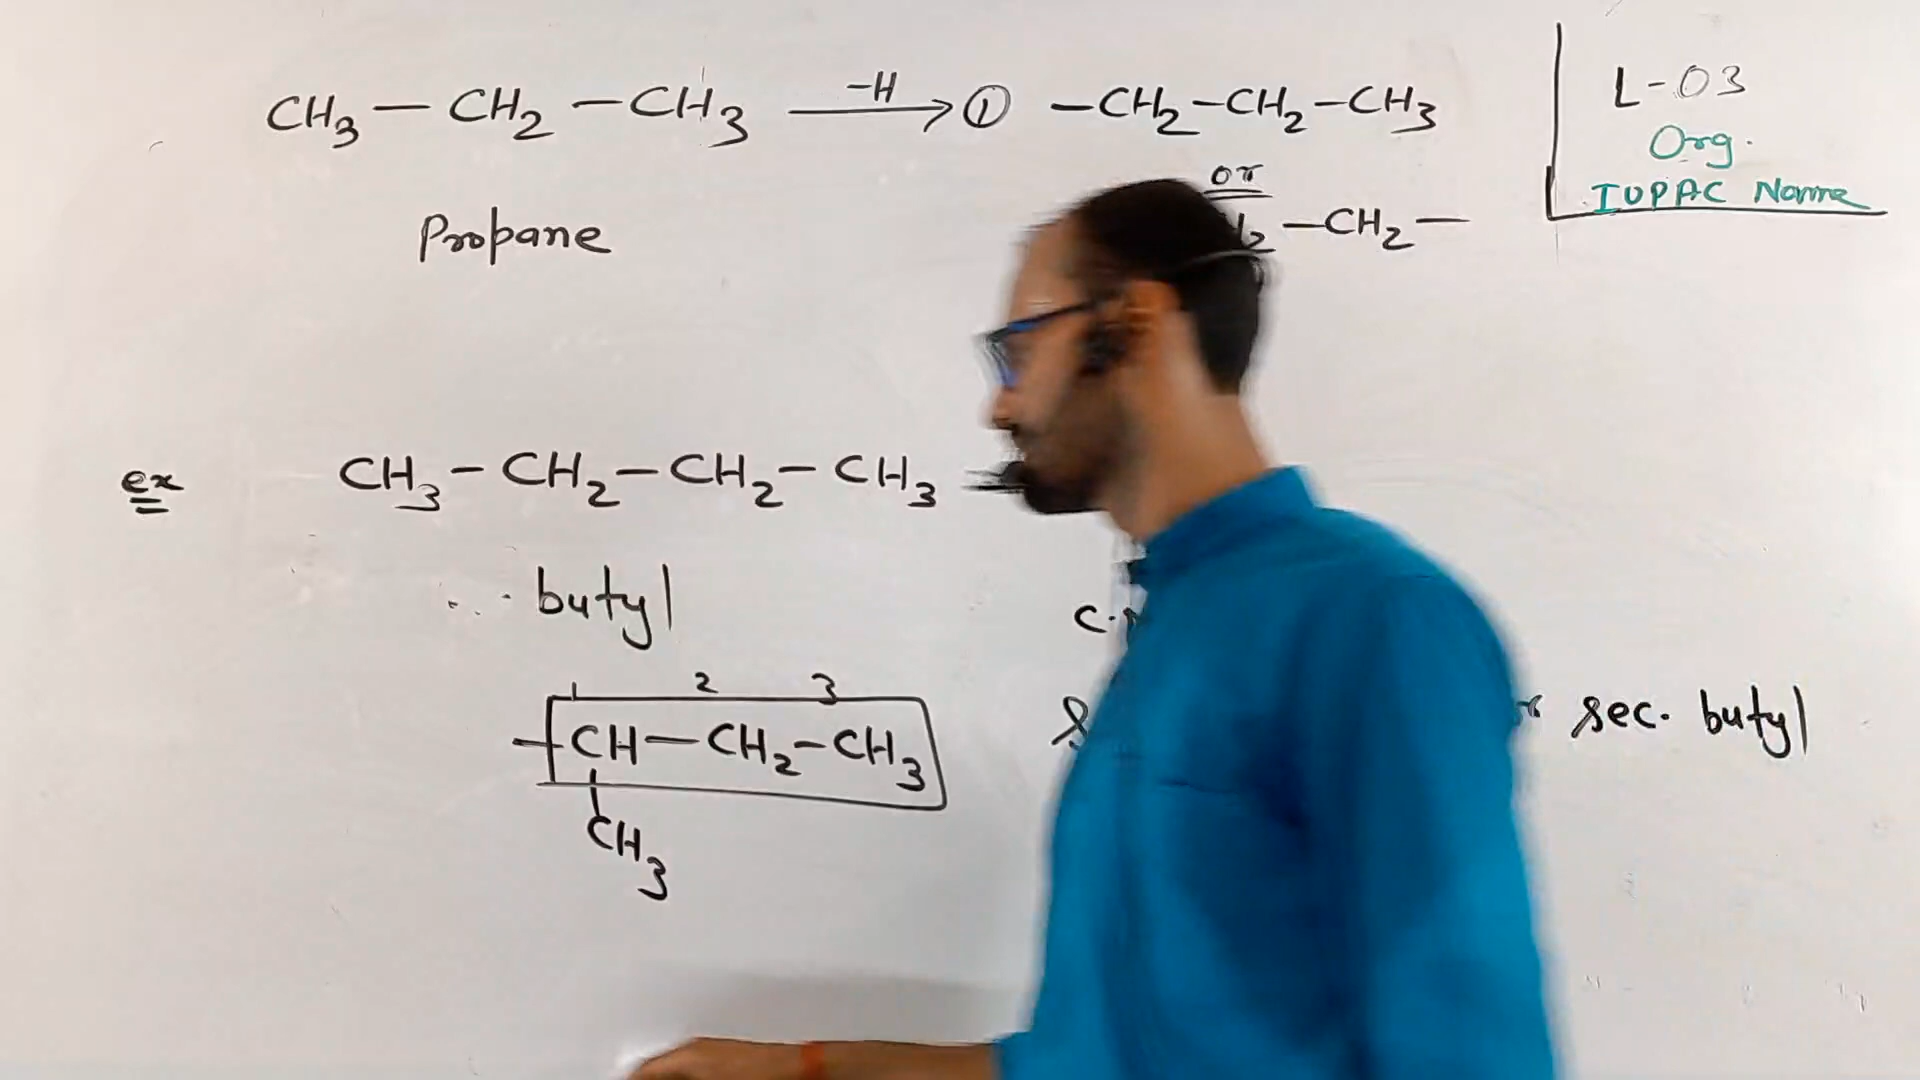 CH3 — CH2 — CH3 —H→ ① —CH2—CH2—CH3
or
—CH2—
Propane
L-03
Org.
IUPAC Name
ex CH3 — CH2 — CH2 — CH3
butyl
1 2 3
—CH—CH2—CH3
CH3
sec. butyl